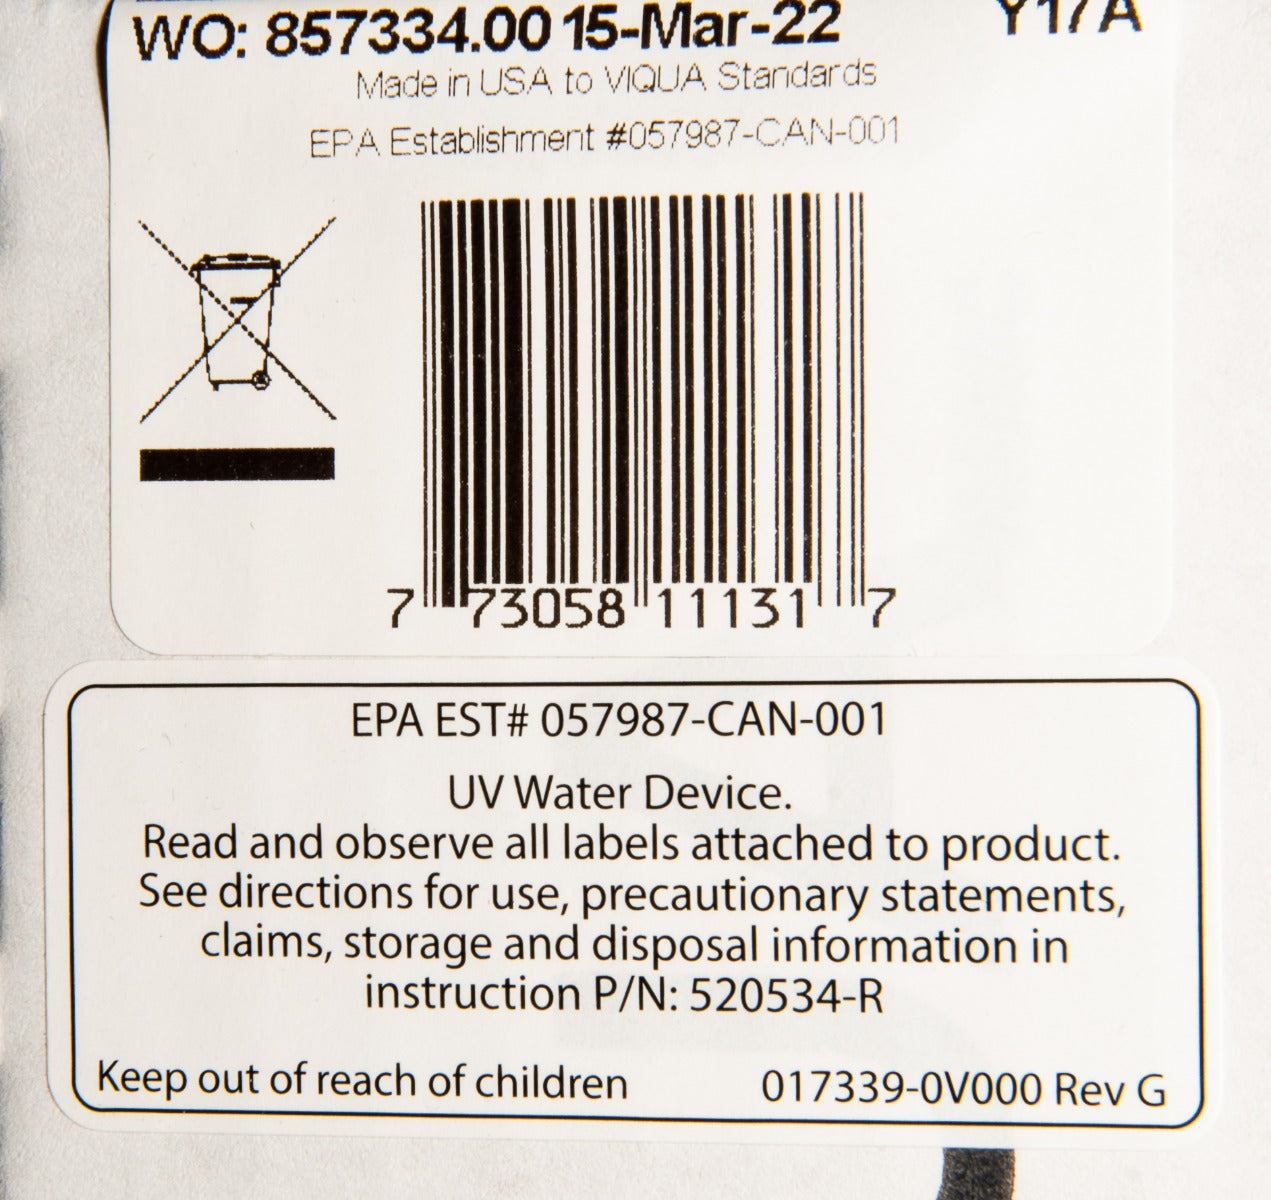 WO: 857334.00 15-Mar-22 Y17A
Made in USA to VIQUA Standards
EPA Establishment #057987-CAN-001
7 73058 11131 7
EPA EST# 057987-CAN-001
UV Water Device.
Read and observe all labels attached to product.
See directions for use, precautionary statements,
claims, storage and disposal information in
instruction P/N: 520534-R
Keep out of reach of children 017339-0V000 Rev G